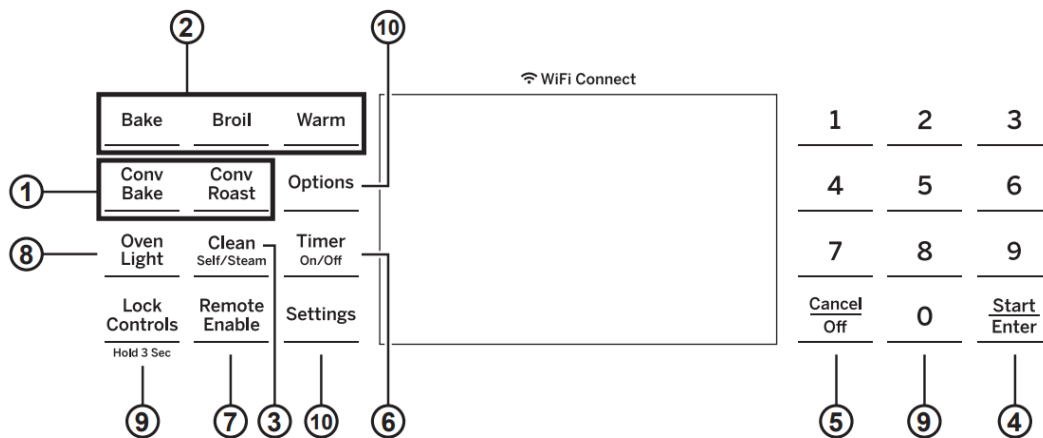 2
10
WiFi Connect
Bake Broil Warm
1 2 3
1
Conv Bake
Conv Roast
Options
4 5 6
8
Oven Light
Clean
Self/Steam
Timer
On/Off
7 8 9
Lock Controls
Hold 3 Sec
Remote Enable
Settings
Cancel
Off
0
Start
Enter
9 7 3 10 6 5 9 4